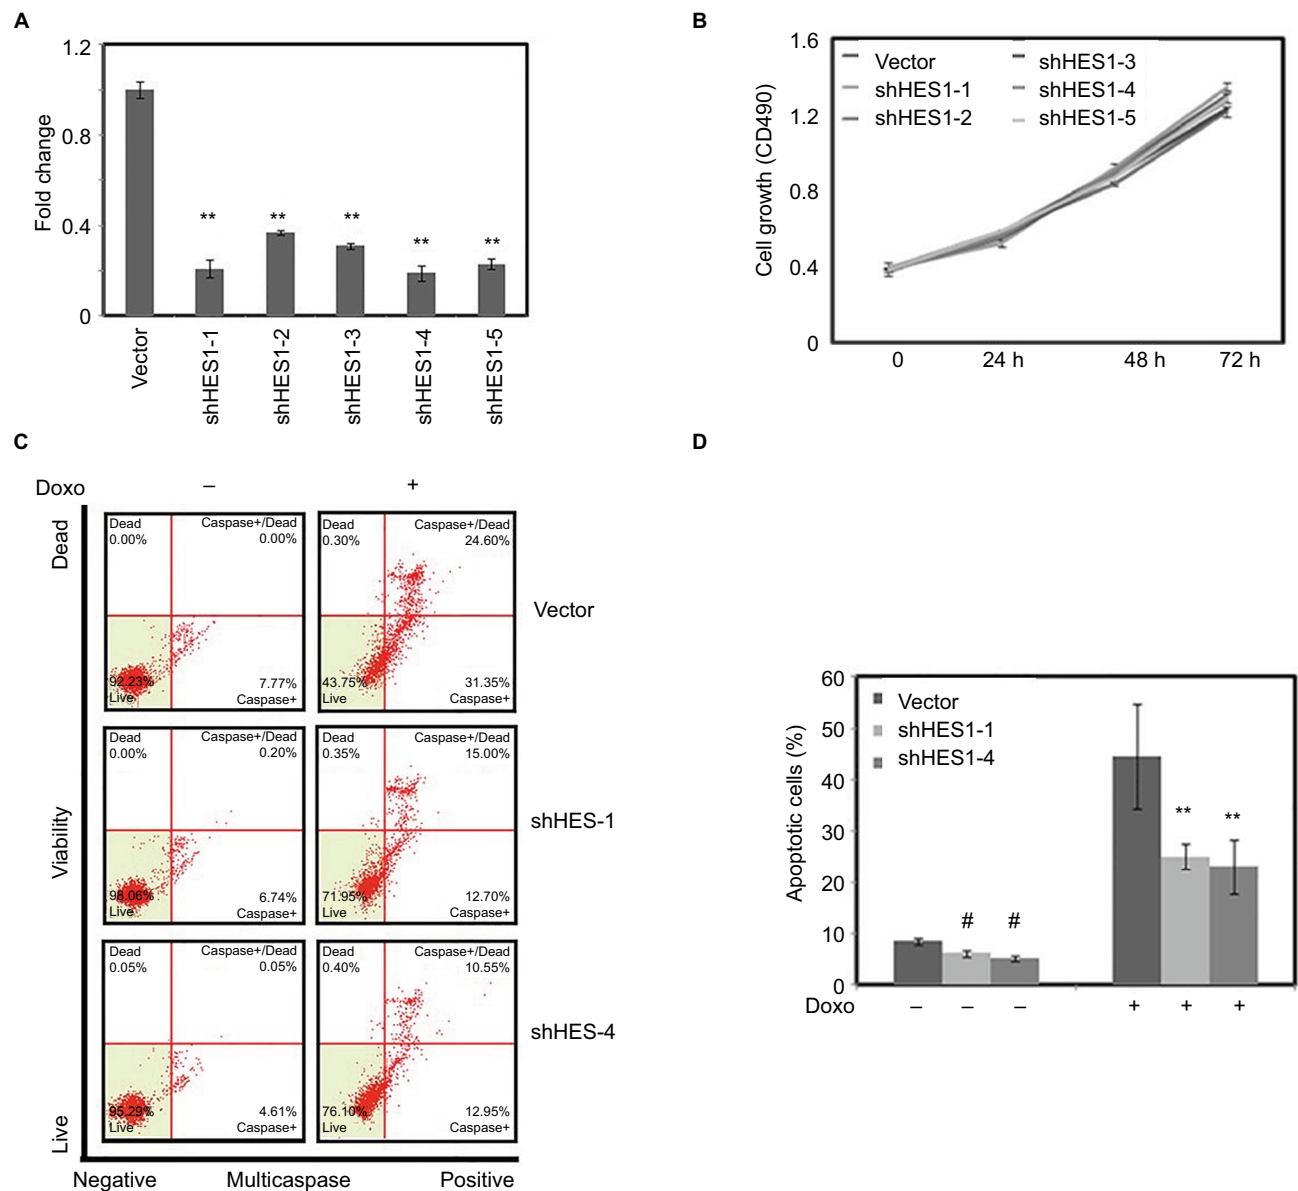 A
1.2
0.8
0.4
0
Fold change
**
**
**
**
**
Vector
shHES1-1
shHES1-2
shHES1-3
shHES1-4
shHES1-5
B
1.6
1.2
0.8
0.4
0
Cell growth (CD490)
Vector
shHES1-1
shHES1-2
shHES1-3
shHES1-4
shHES1-5
0 24 h 48 h 72 h
C
Doxo – +
Dead
Viability
Live
Dead Caspase+/Dead
0.00% 0.00%
92.23% 7.77%
Live Caspase+
Dead Caspase+/Dead
0.30% 24.60%
43.75% 31.35%
Live Caspase+
Vector
Dead Caspase+/Dead
0.00% 0.20%
93.06% 6.74%
Live Caspase+
Dead Caspase+/Dead
0.35% 15.00%
71.95% 12.70%
Live Caspase+
shHES-1
Dead Caspase+/Dead
0.05% 0.05%
95.29% 4.61%
Live Caspase+
Dead Caspase+/Dead
0.40% 10.55%
76.10% 12.95%
Live Caspase+
shHES-4
Negative Multicaspase Positive
D
60
50
40
30
20
10
0
Apoptotic cells (%)
Vector
shHES1-1
shHES1-4
# #
** **
Doxo – – – + + +